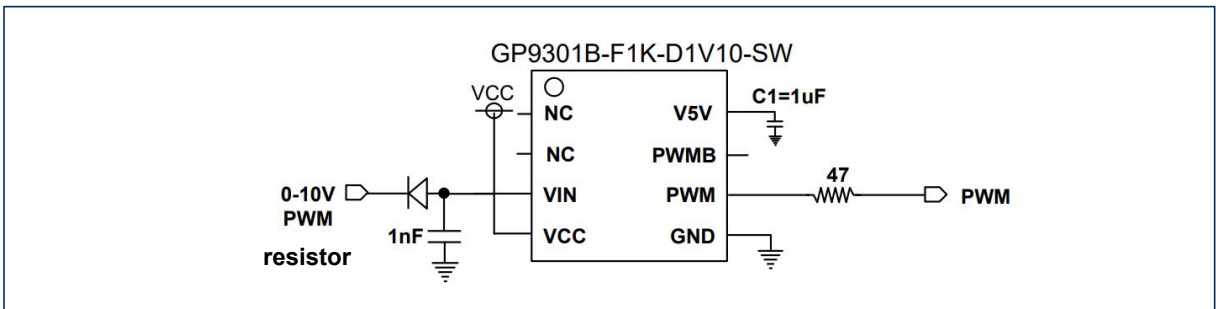 GP9301B-F1K-D1V10-SW
VCC
NC
V5V
C1=1uF
NC
PWMB
0-10V
PWM
resistor
1nF
VIN
PWM
47
PWM
VCC
GND